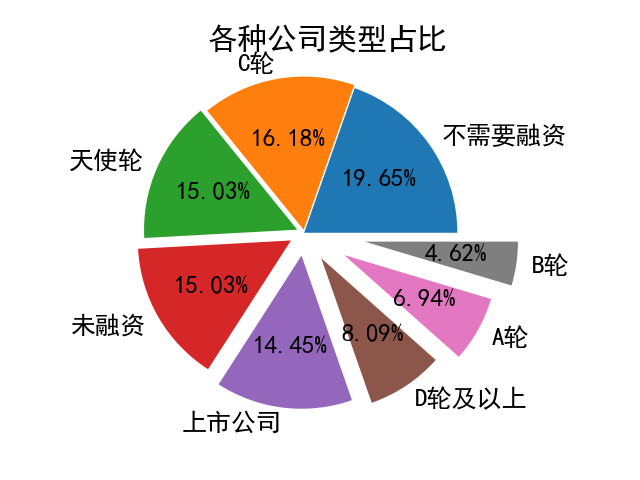 各种公司类型占比
C轮
不需要融资
16.18%
天使轮
19.65%
15.03%
4.62%
B轮
15.03%
6.94%
未融资
A轮
14.45%
8.09%
D轮及以上
上市公司